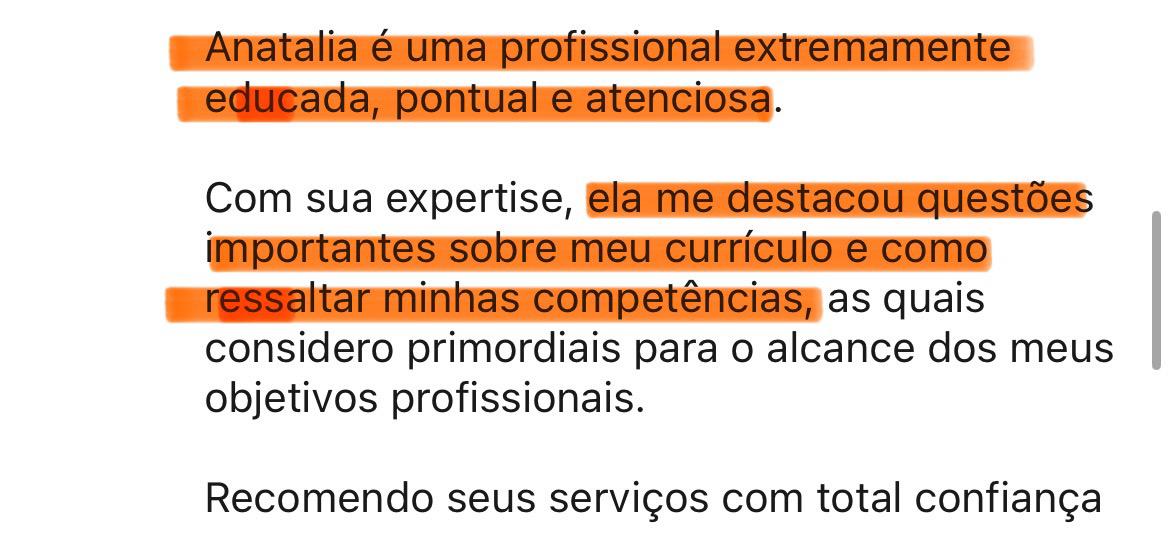 Anatalia é uma profissional extremamente
educada, pontual e atenciosa.
Com sua expertise, ela me destacou questões
importantes sobre meu currículo e como
ressaltar minhas competências, as quais
considero primordiais para o alcance dos meus
objetivos profissionais.
Recomendo seus serviços com total confiança